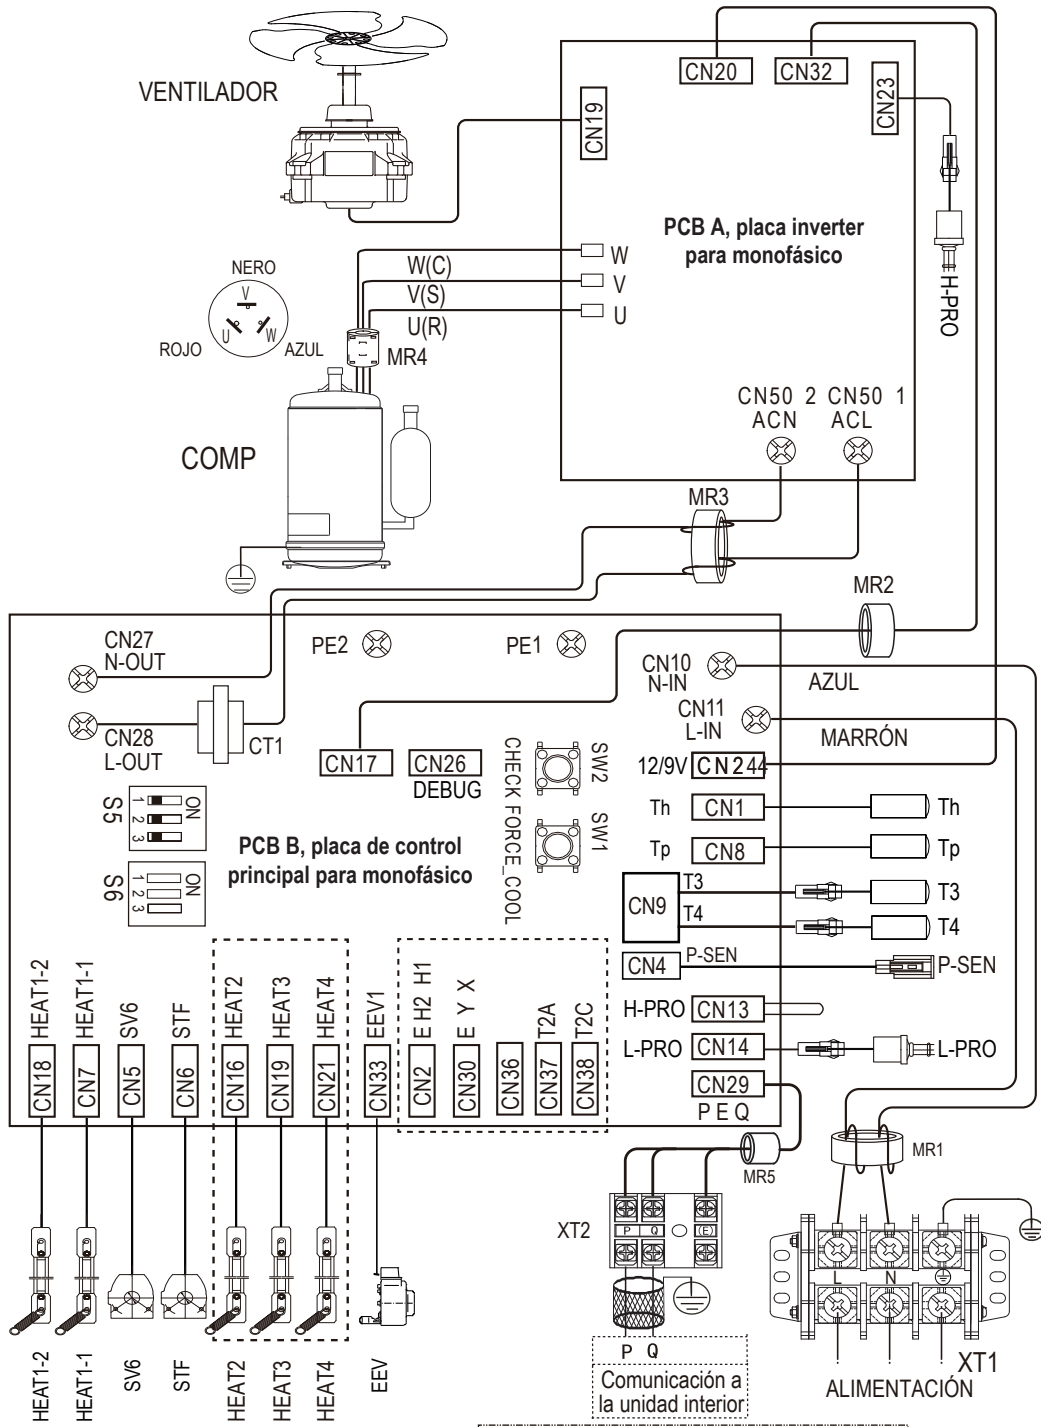 VENTILADOR
CN19
CN20
CN32
CN23
PCB A, placa inverter
para monofásico
H-PRO
W
V
U
W(C)
V(S)
U(R)
MR4
NERO
V
U
W
ROJO
AZUL
COMP
CN50 2
ACN
CN50 1
ACL
MR3
MR2
CN27
N-OUT
CN28
L-OUT
CT1
PE2
PE1
CN10
N-IN
AZUL
CN11
L-IN
MARRÓN
CN17
CN26
DEBUG
CHECK
SW2
FORCE_COOL
SW1
12/9V
CN244
Th
CN1
Th
Tp
CN8
Tp
CN9
T3
T3
T4
T4
CN4
P-SEN
P-SEN
H-PRO
CN13
L-PRO
CN14
L-PRO
CN29
P E Q
S5
1
2
3
ON
S6
1
2
3
ON
PCB B, placa de control
principal para monofásico
HEAT1-2
CN18
HEAT1-1
CN7
SV6
CN5
STF
CN6
HEAT2
CN16
HEAT3
CN19
HEAT4
CN21
EEV1
CN33
E H2 H1
CN2
E Y X
CN30
CN36
T2A
CN37
T2C
CN38
MR5
MR1
XT2
P
Q
(E)
P Q
Comunicación a
la unidad interior
L
N
XT1
ALIMENTACIÓN
HEAT1-2
HEAT1-1
SV6
STF
HEAT2
HEAT3
HEAT4
EEV